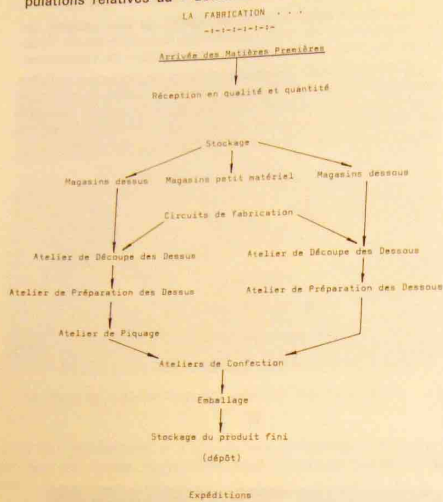 pulations relatives au
LA FABRICATION . . .
-:-:-:-:-:-:-
Arrivée des Matières Premières
Réception en qualité et quantité
Stockage
Magasins dessus Magasins petit matériel Magasins dessous
Circuits de fabrication
Atelier de Découpe des Dessus Atelier de Découpe des Dessous
Atelier de Préparation des Dessus Atelier de Préparation des Dessous
Atelier de Piquage
Ateliers de Confection
Emballage
Stockage du produit fini
(dépôt)
Expéditions